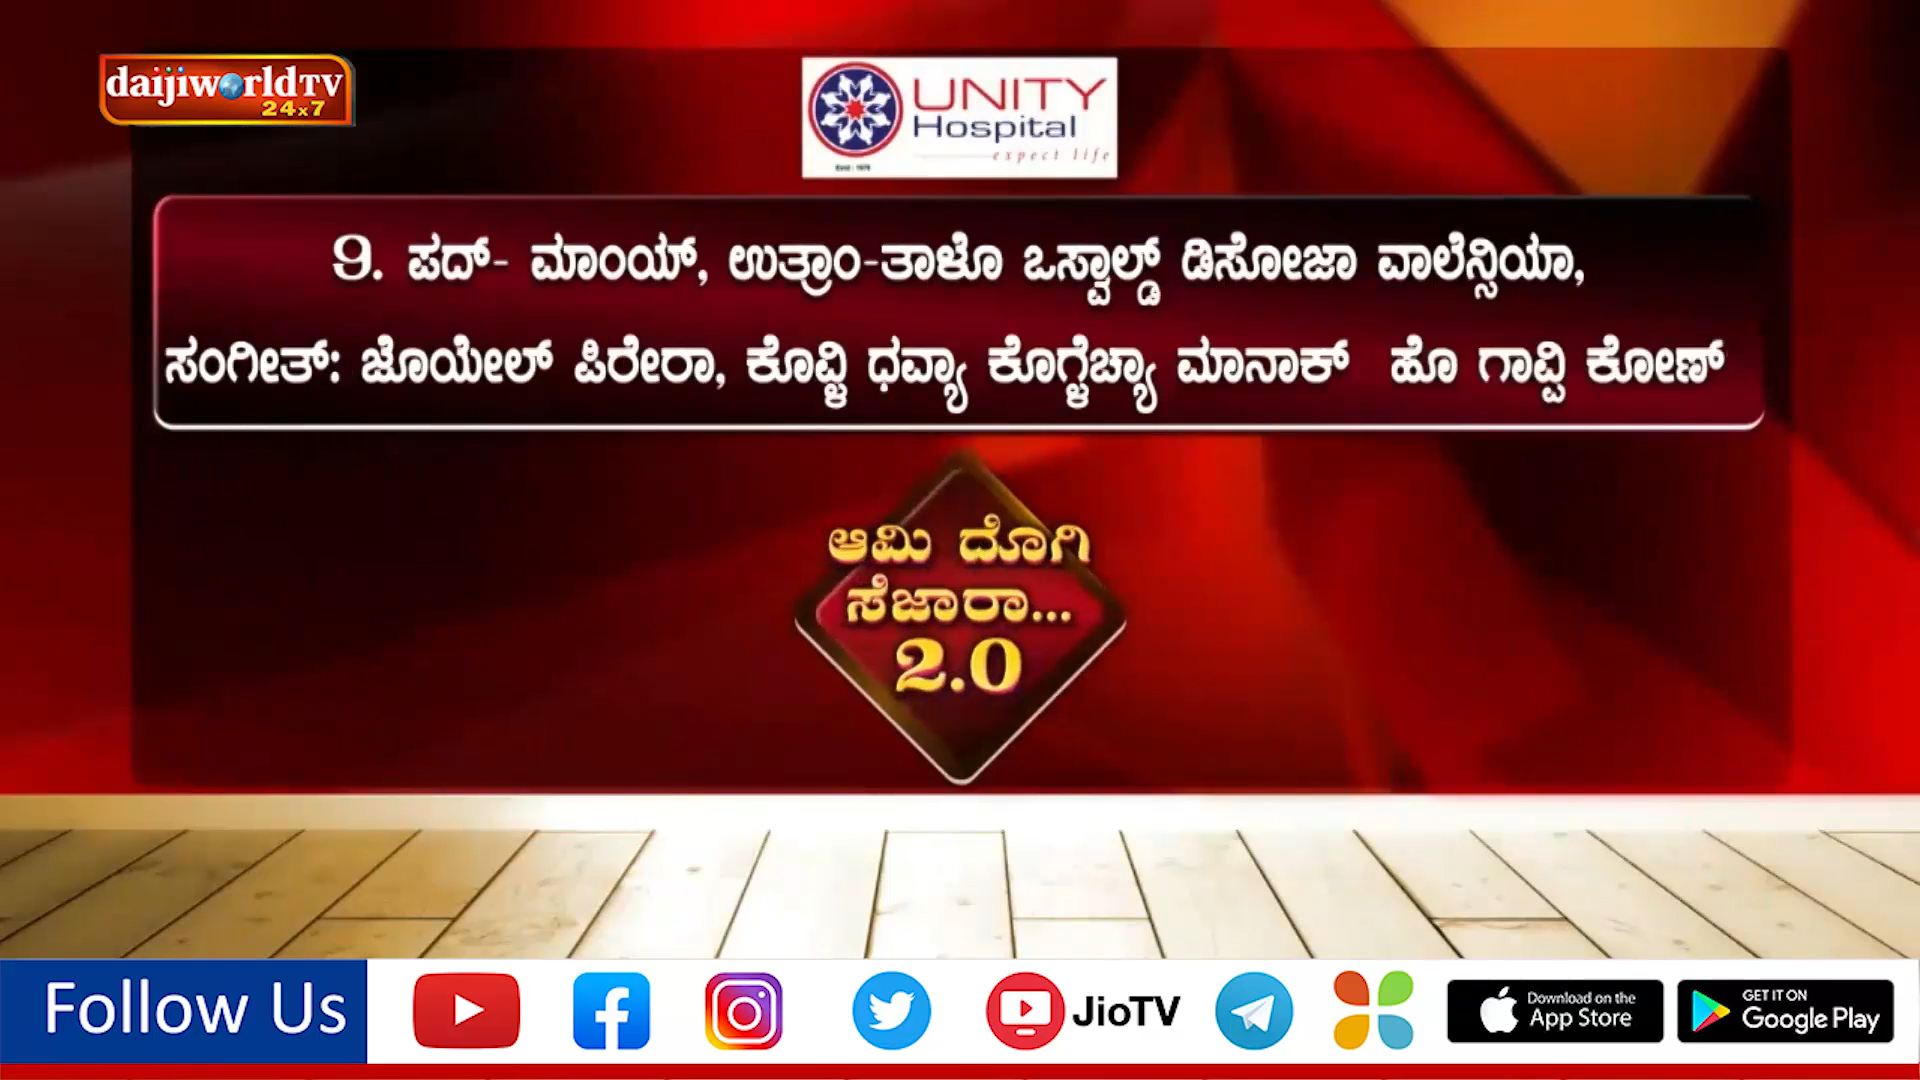 daijiworldTV
24x7
UNITY
Hospital
expect life
9. ಪದ್- ಮಾಂಯ್, ಉತ್ರಾಂ-ತಾಳೊ ಒಸ್ವಾಲ್ಡ್ ಡಿಸೋಜಾ ವಾಲೆನ್ಸಿಯಾ,
ಸಂಗೀತ್: ಜೊಯೇಲ್ ಪಿರೇರಾ, ಕೊವ್ಳಿ ಧವ್ಯಾ ಕೊಗ್ಳೆಚ್ಯಾ ಮಾನಾಕ್ ಹೊ ಗಾವ್ಪಿ ಕೋಣ್
ಆಮಿ ದೊಗಿ
ಸೆಜಾರಾ...
2.0
Follow Us
JioTV
Download on the
App Store
GET IT ON
Google Play